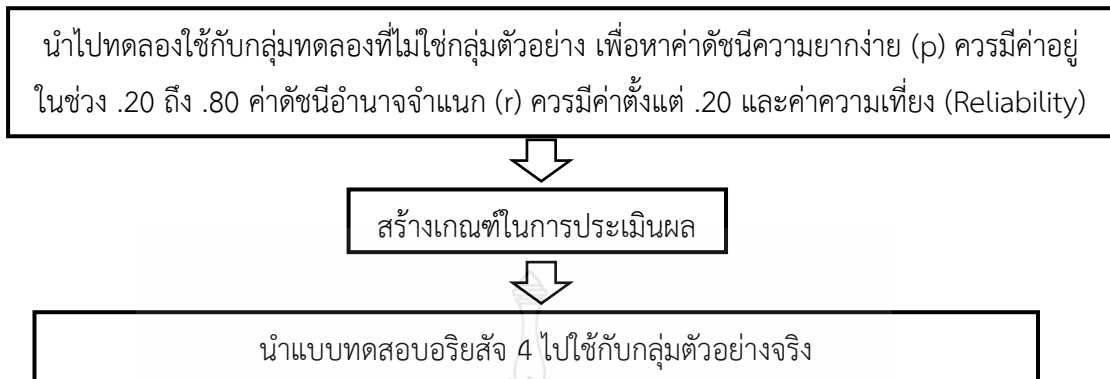 นำไปทดลองใช้กับกลุ่มทดลองที่ไม่ใช่กลุ่มตัวอย่าง เพื่อหาค่าดัชนีความยากง่าย (p) ควรมีค่าอยู่
ในช่วง .20 ถึง .80 ค่าดัชนีอำนาจจำแนก (r) ควรมีค่าตั้งแต่ .20 และค่าความเที่ยง (Reliability)
สร้างเกณฑ์ในการประเมินผล
นำแบบทดสอบอริยสัจ 4 ไปใช้กับกลุ่มตัวอย่างจริง